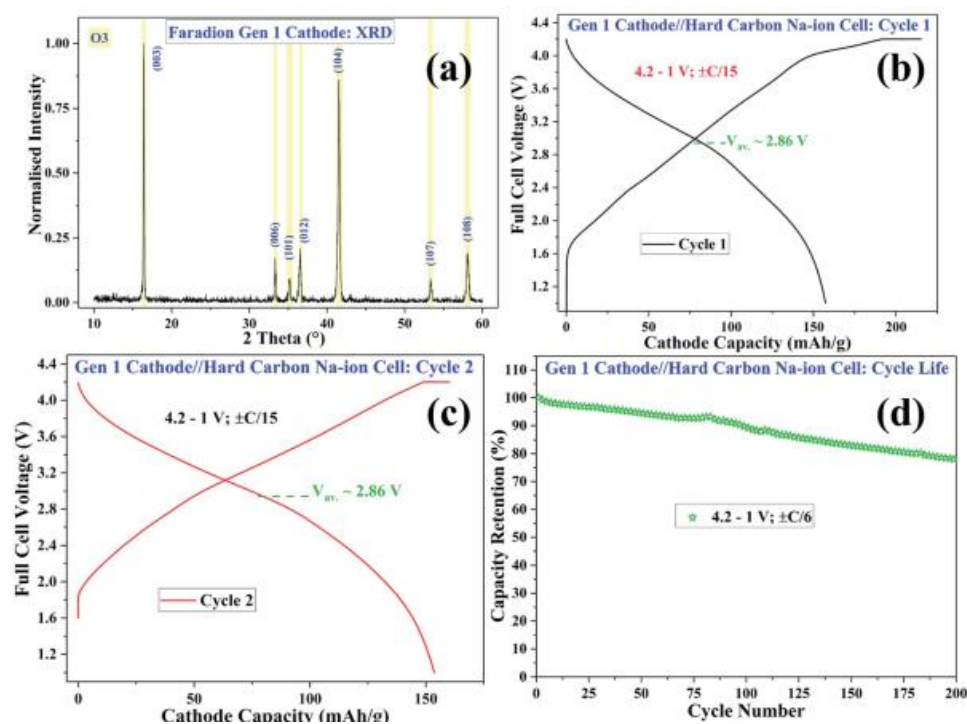 Faradion Gen 1 Cathode: XRD
O3
(a)
(003)
(006)
(101)
(012)
(104)
(107)
(108)
Normalised Intensity
1.00
0.75
0.50
0.25
0.00
10 20 30 40 50 60
2 Theta (°)
Gen 1 Cathode//Hard Carbon Na-ion Cell: Cycle 1
(b)
4.2 - 1 V; ±C/15
Vav. ~ 2.86 V
Cycle 1
Full Cell Voltage (V)
4.4
4.0
3.6
3.2
2.8
2.4
2.0
1.6
1.2
0 50 100 150 200
Cathode Capacity (mAh/g)
Gen 1 Cathode//Hard Carbon Na-ion Cell: Cycle 2
(c)
4.2 - 1 V; ±C/15
Vav. ~ 2.86 V
Cycle 2
Full Cell Voltage (V)
4.4
4.0
3.6
3.2
2.8
2.4
2.0
1.6
1.2
0 50 100 150
Cathode Capacity (mAh/g)
Gen 1 Cathode//Hard Carbon Na-ion Cell: Cycle Life
(d)
4.2 - 1 V; ±C/6
Capacity Retention (%)
110
100
90
80
70
60
50
40
30
20
10
0
0 25 50 75 100 125 150 175 200
Cycle Number